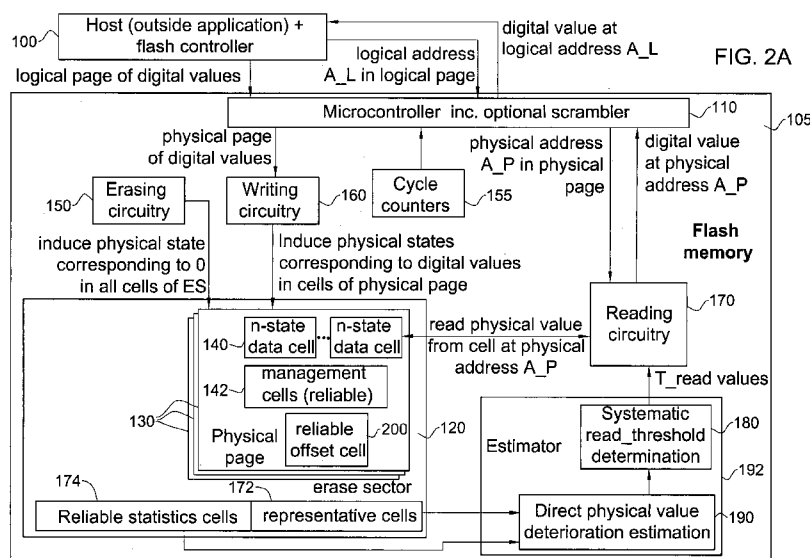 FIG. 2A
100
Host (outside application) +
flash controller
digital value at
logical address A_L
logical address
A_L in logical page
logical page of digital values
Microcontroller inc. optional scrambler
110
105
physical page
of digital values
physical address
A_P in physical
page
digital value
at physical
address A_P
150
Erasing
circuitry
Writing
circuitry
160
Cycle
counters
155
induce physical state
corresponding to 0
in all cells of ES
Induce physical states
corresponding to digital values
in cells of physical page
Flash
memory
Reading
circuitry
170
140
n-state
data cell
...
n-state
data cell
read physical value
from cell at physical
address A_P
142
management
cells (reliable)
T_read values
130
Physical
page
reliable
offset cell
200
120
erase sector
Estimator
Systematic
read_threshold
determination
180
192
174
172
Reliable statistics cells
representative cells
Direct physical value
deterioration estimation
190